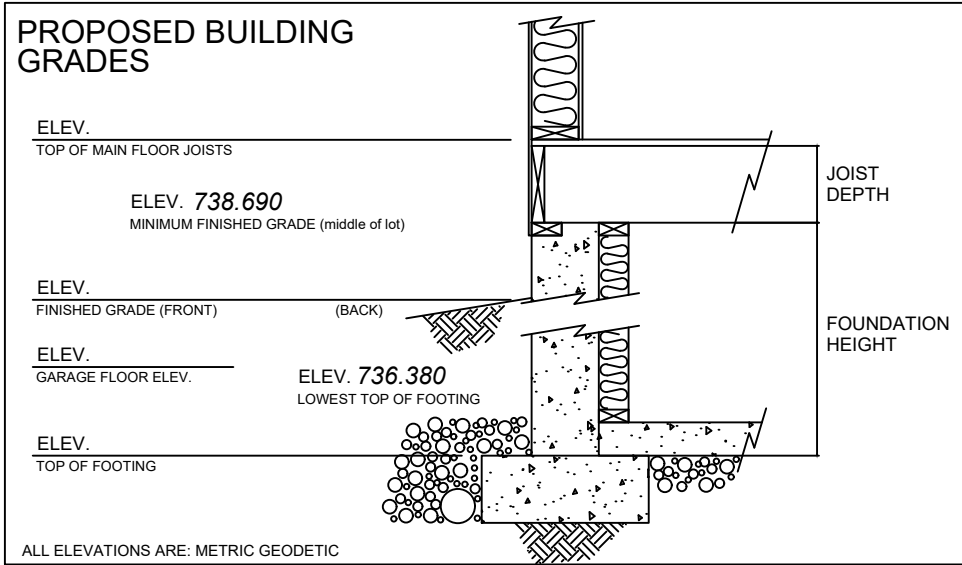 PROPOSED BUILDING
GRADES
ELEV.
TOP OF MAIN FLOOR JOISTS
ELEV. 738.690
MINIMUM FINISHED GRADE (middle of lot)
JOIST
DEPTH
ELEV.
FINISHED GRADE (FRONT) (BACK)
ELEV.
GARAGE FLOOR ELEV.
ELEV. 736.380
LOWEST TOP OF FOOTING
FOUNDATION
HEIGHT
ELEV.
TOP OF FOOTING
ALL ELEVATIONS ARE: METRIC GEODETIC